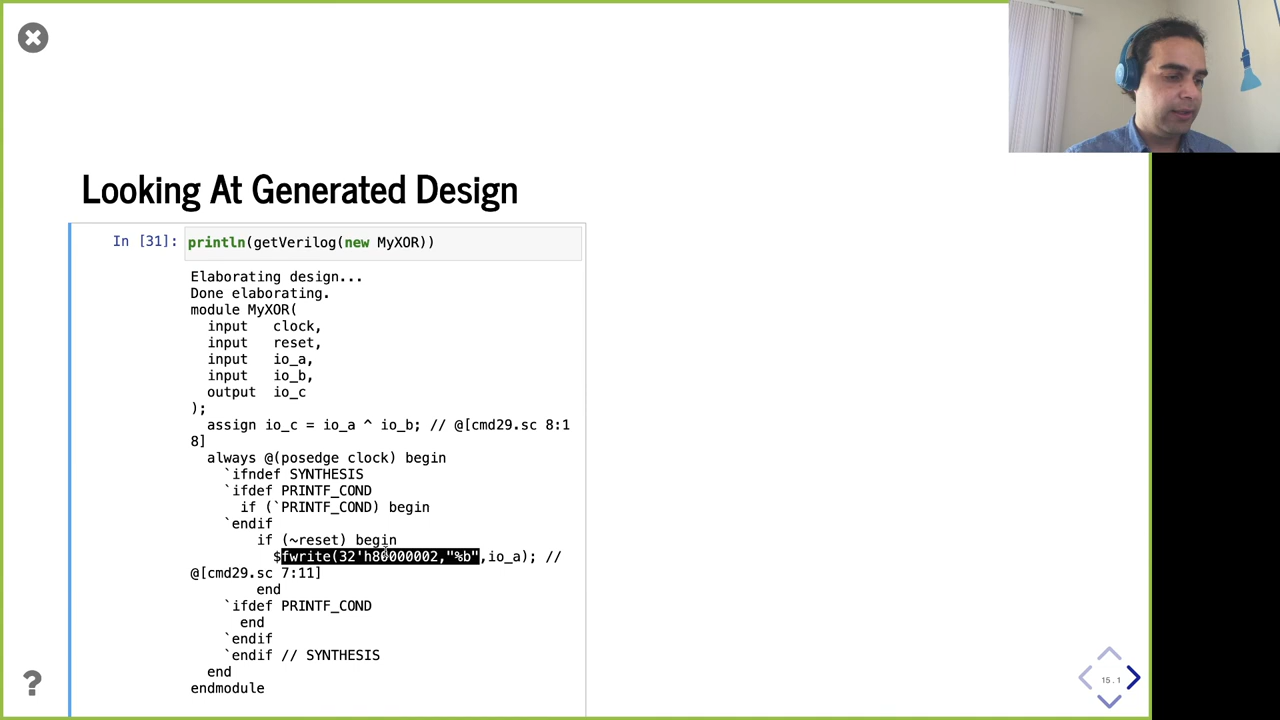 Looking At Generated Design
In [31]: println(getVerilog(new MyXOR))
Elaborating design...
Done elaborating.
module MyXOR(
  input   clock,
  input   reset,
  input   io_a,
  input   io_b,
  output  io_c
);
  assign io_c = io_a ^ io_b; // @[cmd29.sc 8:1
8]
  always @(posedge clock) begin
    `ifndef SYNTHESIS
    `ifdef PRINTF_COND
      if (`PRINTF_COND) begin
    `endif
        if (~reset) begin
          $fwrite(32'h80000002,"%b",io_a); //
@[cmd29.sc 7:11]
        end
    `ifdef PRINTF_COND
      end
    `endif
    `endif // SYNTHESIS
  end
endmodule
?
15.1